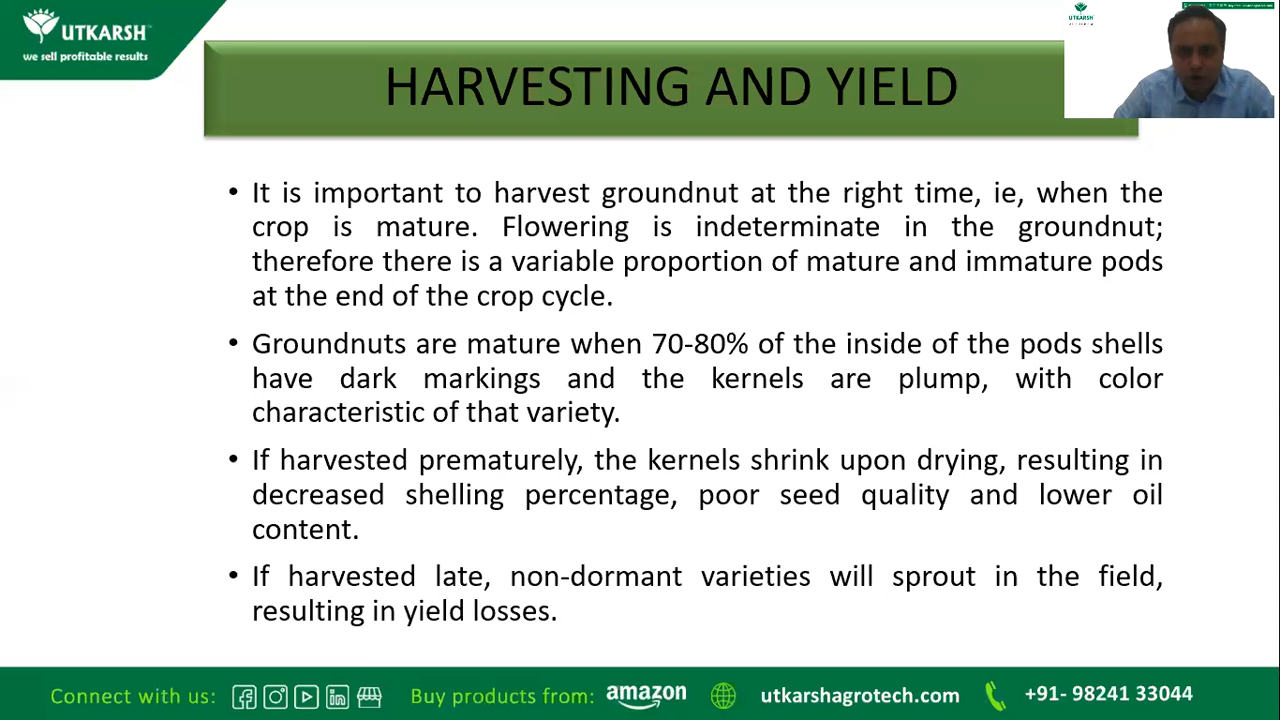 UTKARSH
we sell profitable results
UTKARSH
HARVESTING AND YIELD
• It is important to harvest groundnut at the right time, ie, when the
crop is mature. Flowering is indeterminate in the groundnut;
therefore there is a variable proportion of mature and immature pods
at the end of the crop cycle.
• Groundnuts are mature when 70-80% of the inside of the pods shells
have dark markings and the kernels are plump, with color
characteristic of that variety.
• If harvested prematurely, the kernels shrink upon drying, resulting in
decreased shelling percentage, poor seed quality and lower oil
content.
• If harvested late, non-dormant varieties will sprout in the field,
resulting in yield losses.
Connect with us: Buy products from: amazon utkarshagrotech.com +91- 98241 33044